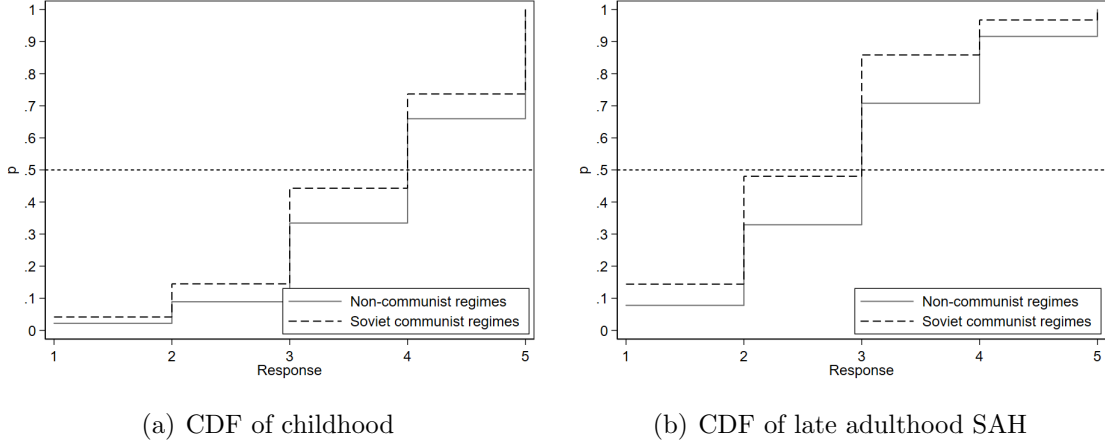 1
.9
.8
.7
.6
.5
.4
.3
.2
.1
0
p
1 2 3 4 5
Response
Non-communist regimes
Soviet communist regimes
(a) CDF of childhood
1
.9
.8
.7
.6
.5
.4
.3
.2
.1
0
p
1 2 3 4 5
Response
Non-communist regimes
Soviet communist regimes
(b) CDF of late adulthood SAH